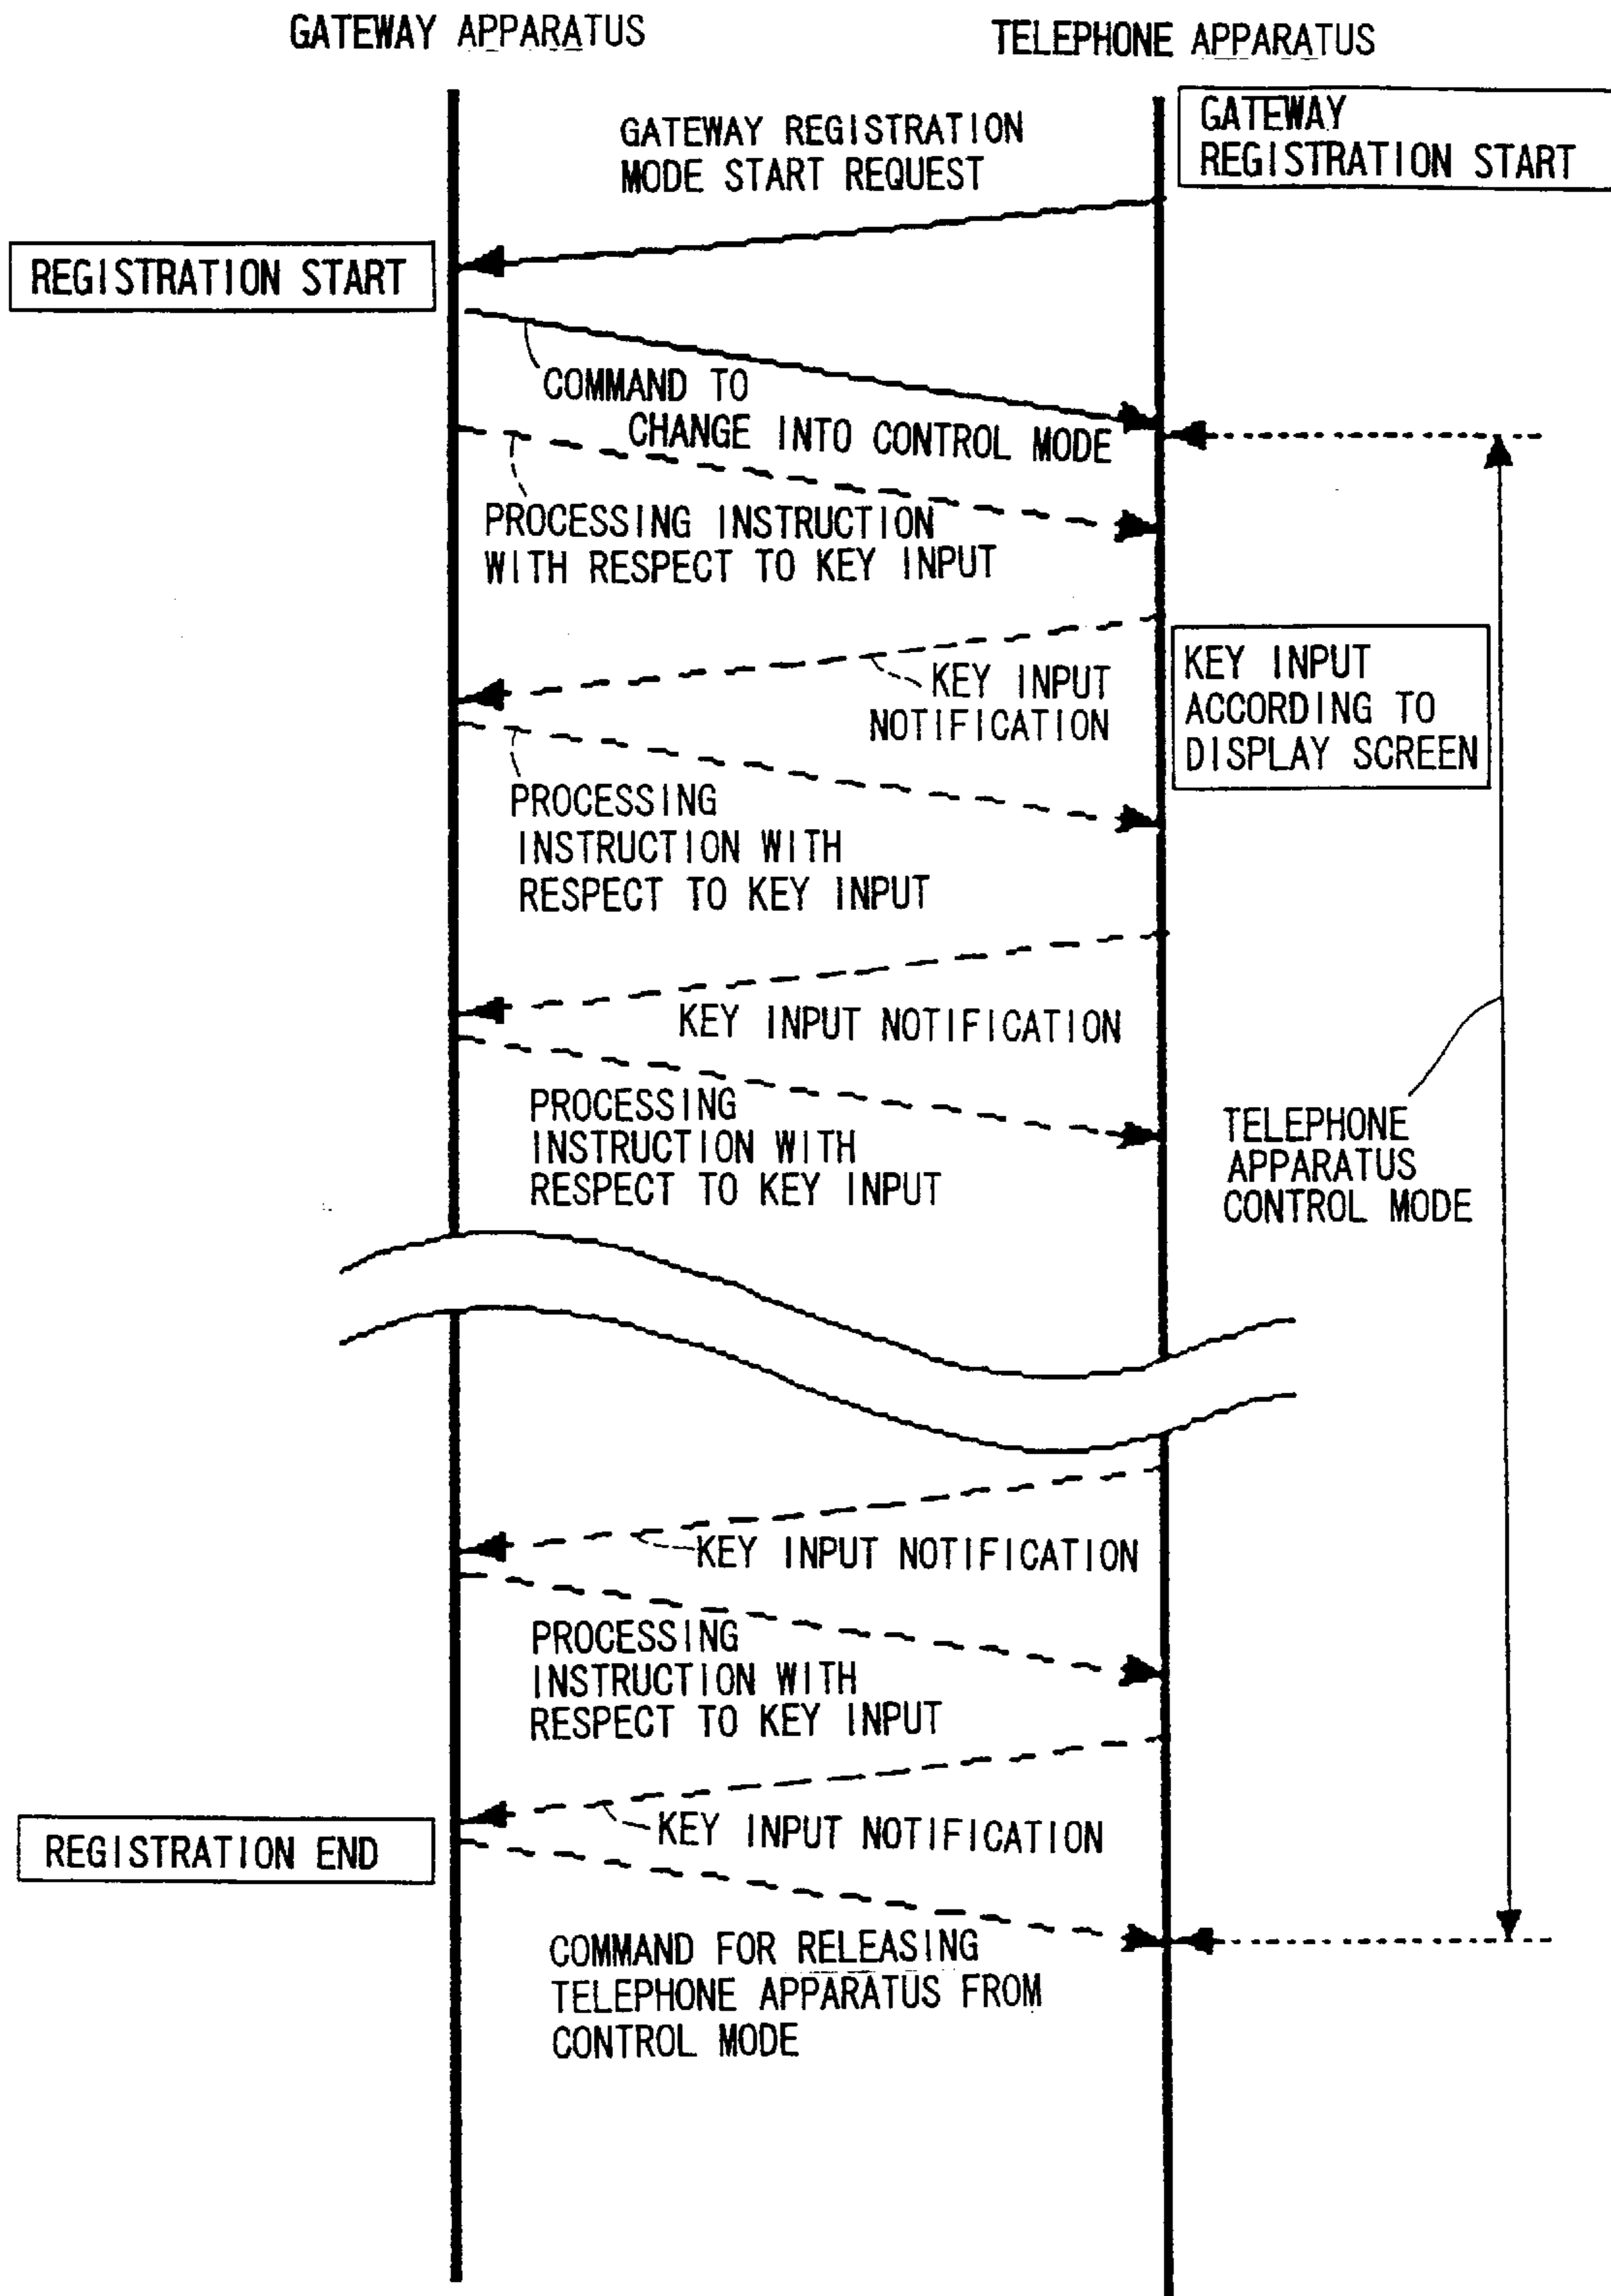 GATEWAY APPARATUS
TELEPHONE APPARATUS
GATEWAY REGISTRATION
MODE START REQUEST
GATEWAY
REGISTRATION START
REGISTRATION START
COMMAND TO
CHANGE INTO CONTROL MODE
PROCESSING INSTRUCTION
WITH RESPECT TO KEY INPUT
KEY INPUT
NOTIFICATION
KEY INPUT
ACCORDING TO
DISPLAY SCREEN
PROCESSING
INSTRUCTION WITH
RESPECT TO KEY INPUT
KEY INPUT NOTIFICATION
PROCESSING
INSTRUCTION WITH
RESPECT TO KEY INPUT
TELEPHONE
APPARATUS
CONTROL MODE
KEY INPUT NOTIFICATION
PROCESSING
INSTRUCTION WITH
RESPECT TO KEY INPUT
KEY INPUT NOTIFICATION
REGISTRATION END
COMMAND FOR RELEASING
TELEPHONE APPARATUS FROM
CONTROL MODE